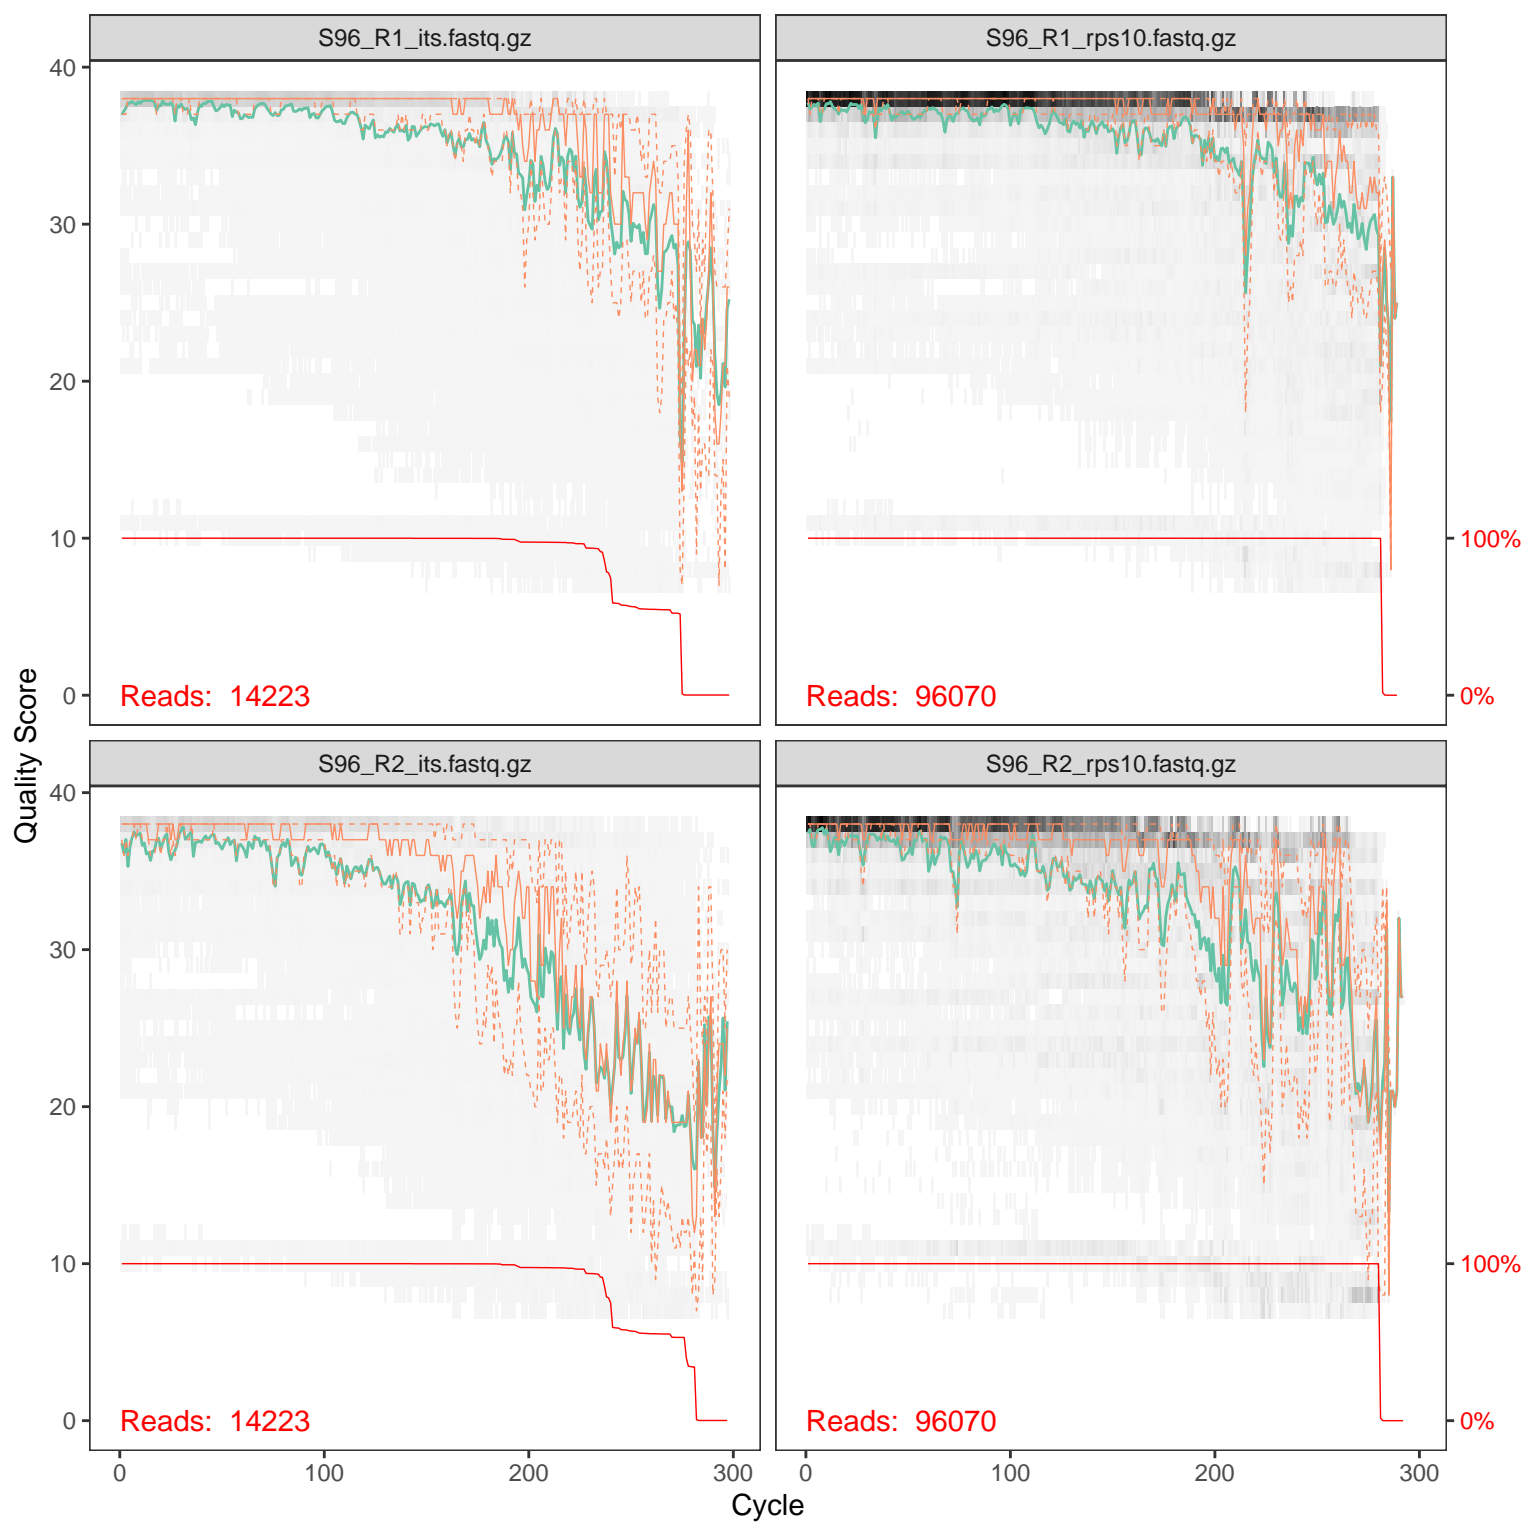 S96_R1_its.fastq.gz
S96_R1_rps10.fastq.gz
40
30
20
10
0
100%
0%
Reads: 14223
Reads: 96070
Quality Score
S96_R2_its.fastq.gz
S96_R2_rps10.fastq.gz
40
30
20
10
0
100%
0%
Reads: 14223
Reads: 96070
0
100
200
300
0
100
200
300
Cycle